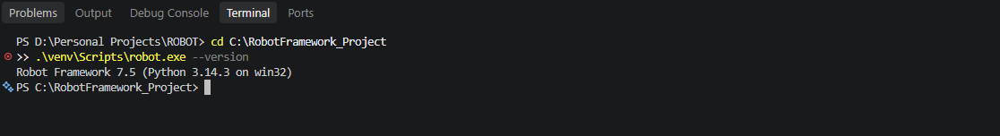 Problems Output Debug Console Terminal Ports
PS D:\Personal Projects\ROBOT> cd C:\RobotFramework_Project
>> .\venv\Scripts\robot.exe --version
Robot Framework 7.5 (Python 3.14.3 on win32)
PS C:\RobotFramework_Project>